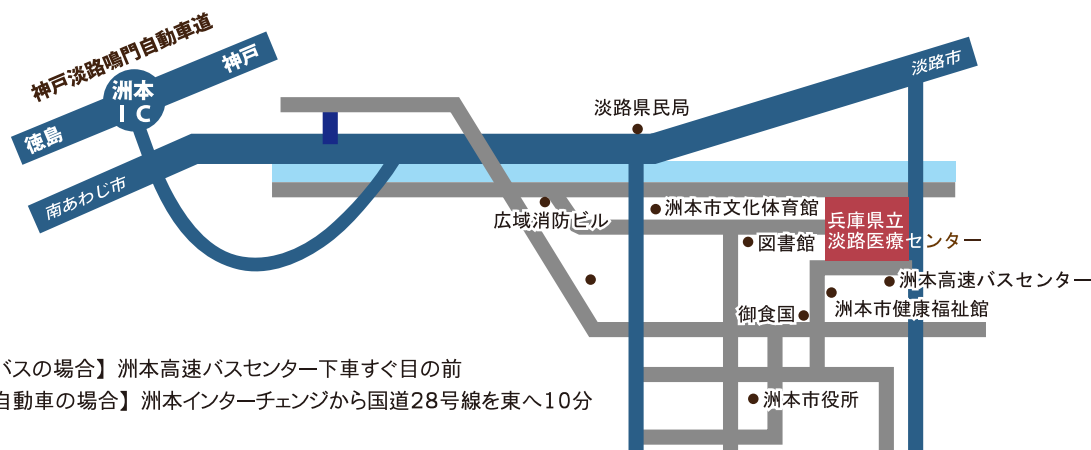 神戸淡路鳴門自動車道
神戸
洲本
IC
徳島
南あわじ市
淡路市
淡路県民局
広域消防ビル
洲本市文化体育館
図書館
兵庫県立
淡路医療センター
洲本高速バスセンター
洲本市健康福祉館
御食国
バスの場合】洲本高速バスセンター下車すぐ目の前
自動車の場合】洲本インターチェンジから国道28号線を東へ10分
洲本市役所